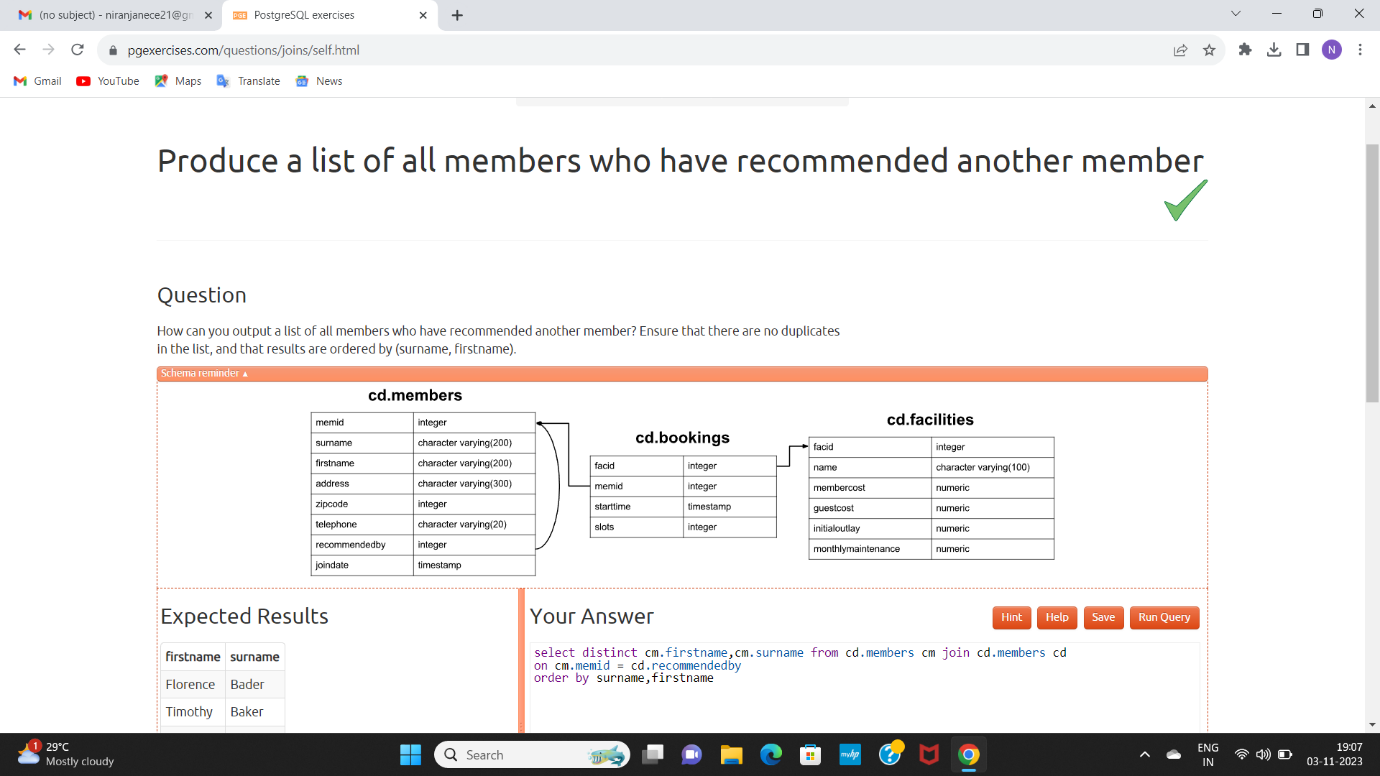 (no subject) - niranjanece21@gr
PostgreSQL exercises
pgexercises.com/questions/joins/self.html
N
Gmail
YouTube
Maps
Translate
News
Produce a list of all members who have recommended another member
Question
How can you output a list of all members who have recommended another member? Ensure that there are no duplicates
in the list, and that results are ordered by (surname, firstname).
Schema reminder ▲
cd.members
memid integer
surname character varying(200)
firstname character varying(200)
address character varying(300)
zipcode integer
telephone character varying(20)
recommendedby integer
joindate timestamp
cd.bookings
facid integer
memid integer
starttime timestamp
slots integer
cd.facilities
facid integer
name character varying(100)
membercost numeric
guestcost numeric
initialoutlay numeric
monthlymaintenance numeric
Expected Results
firstname surname
Florence Bader
Timothy Baker
Your Answer
Hint
Help
Save
Run Query
select distinct cm.firstname,cm.surname from cd.members cm join cd.members cd
on cm.memid = cd.recommendedby
order by surname,firstname
1
29°C
Mostly cloudy
Search
myhp
ENG
IN
19:07
03-11-2023